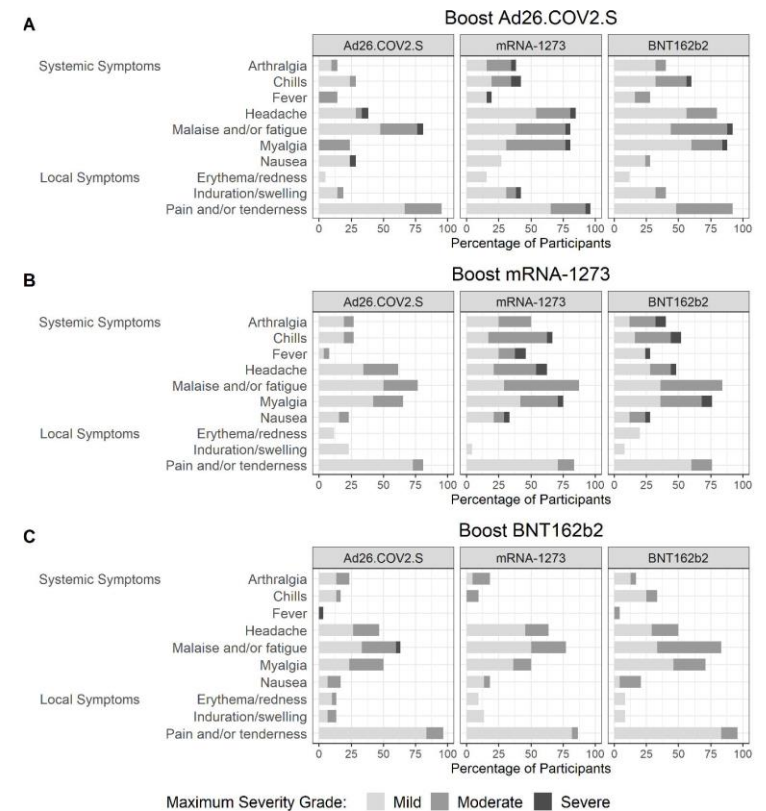 Boost Ad26.COV2.S
A
Ad26.COV2.S mRNA-1273 BNT162b2
Systemic Symptoms Arthralgia
Chills
Fever
Headache
Malaise and/or fatigue
Myalgia
Nausea
Local Symptoms Erythema/redness
Induration/swelling
Pain and/or tenderness
0 25 50 75 100 0 25 50 75 100 0 25 50 75 100
Percentage of Participants
Boost mRNA-1273
B
Ad26.COV2.S mRNA-1273 BNT162b2
Systemic Symptoms Arthralgia
Chills
Fever
Headache
Malaise and/or fatigue
Myalgia
Nausea
Local Symptoms Erythema/redness
Induration/swelling
Pain and/or tenderness
0 25 50 75 100 0 25 50 75 100 0 25 50 75 100
Percentage of Participants
Boost BNT162b2
C
Ad26.COV2.S mRNA-1273 BNT162b2
Systemic Symptoms Arthralgia
Chills
Fever
Headache
Malaise and/or fatigue
Myalgia
Nausea
Local Symptoms Erythema/redness
Induration/swelling
Pain and/or tenderness
0 25 50 75 100 0 25 50 75 100 0 25 50 75 100
Percentage of Participants
Maximum Severity Grade: Mild Moderate Severe